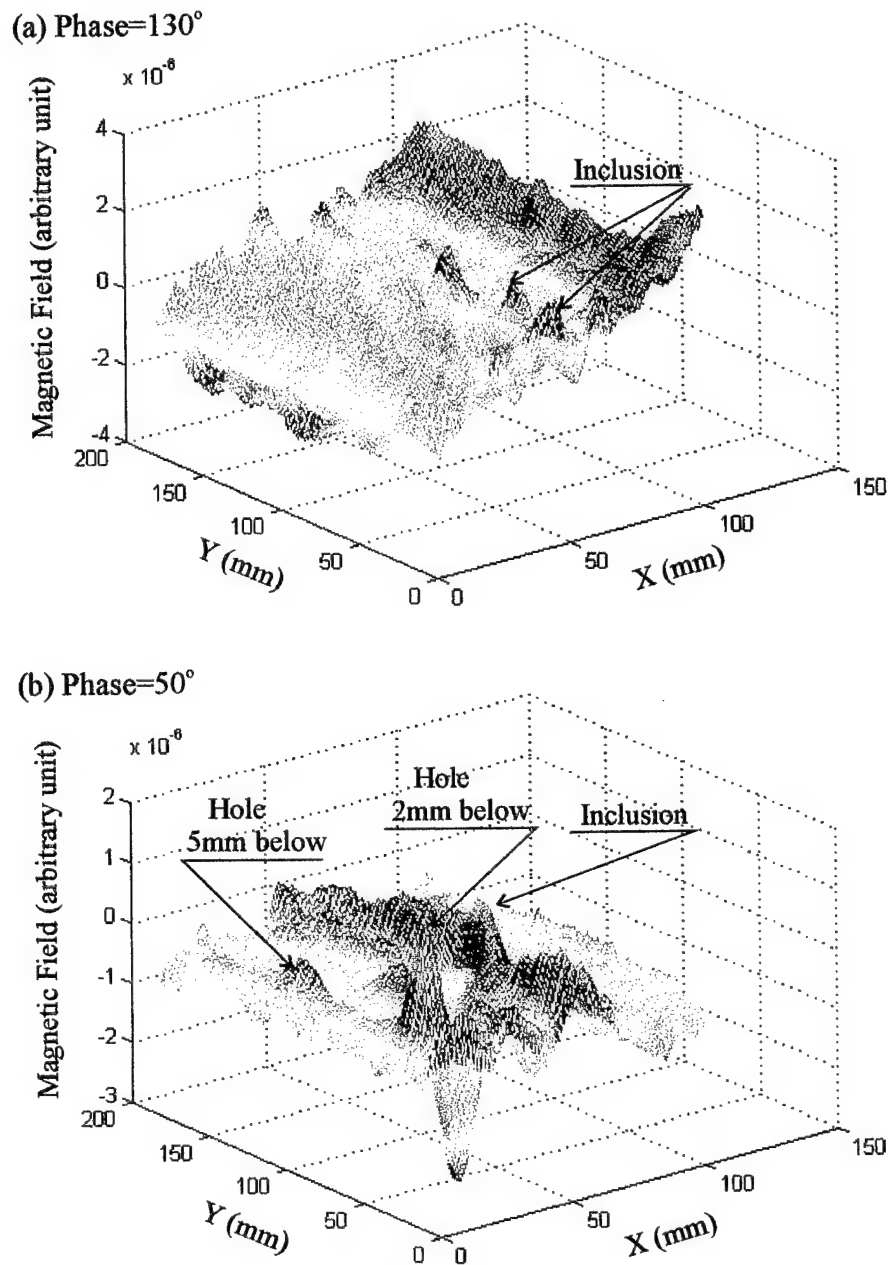 (a) Phase=130°
x 10⁻⁶
Magnetic Field (arbitrary unit)
4
2
0
-2
-4
Inclusion
200
150
100
50
0
Y (mm)
0
50
100
150
X (mm)
(b) Phase=50°
x 10⁻⁶
Magnetic Field (arbitrary unit)
2
1
0
-1
-2
-3
Hole
5mm below
Hole
2mm below
Inclusion
200
150
100
50
0
Y (mm)
0
50
100
150
X (mm)